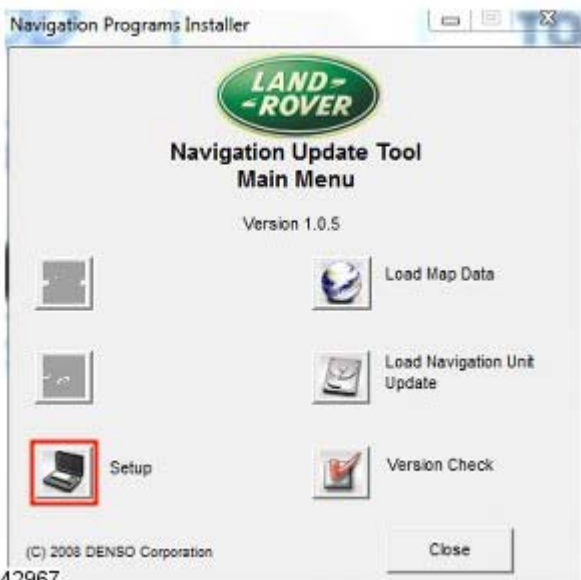 Navigation Programs Installer
LAND-
-ROVER
Navigation Update Tool
Main Menu
Version 1.0.5
Load Map Data
Load Navigation Unit
Update
Setup
Version Check
(C) 2008 DENSO Corporation
Close
42967